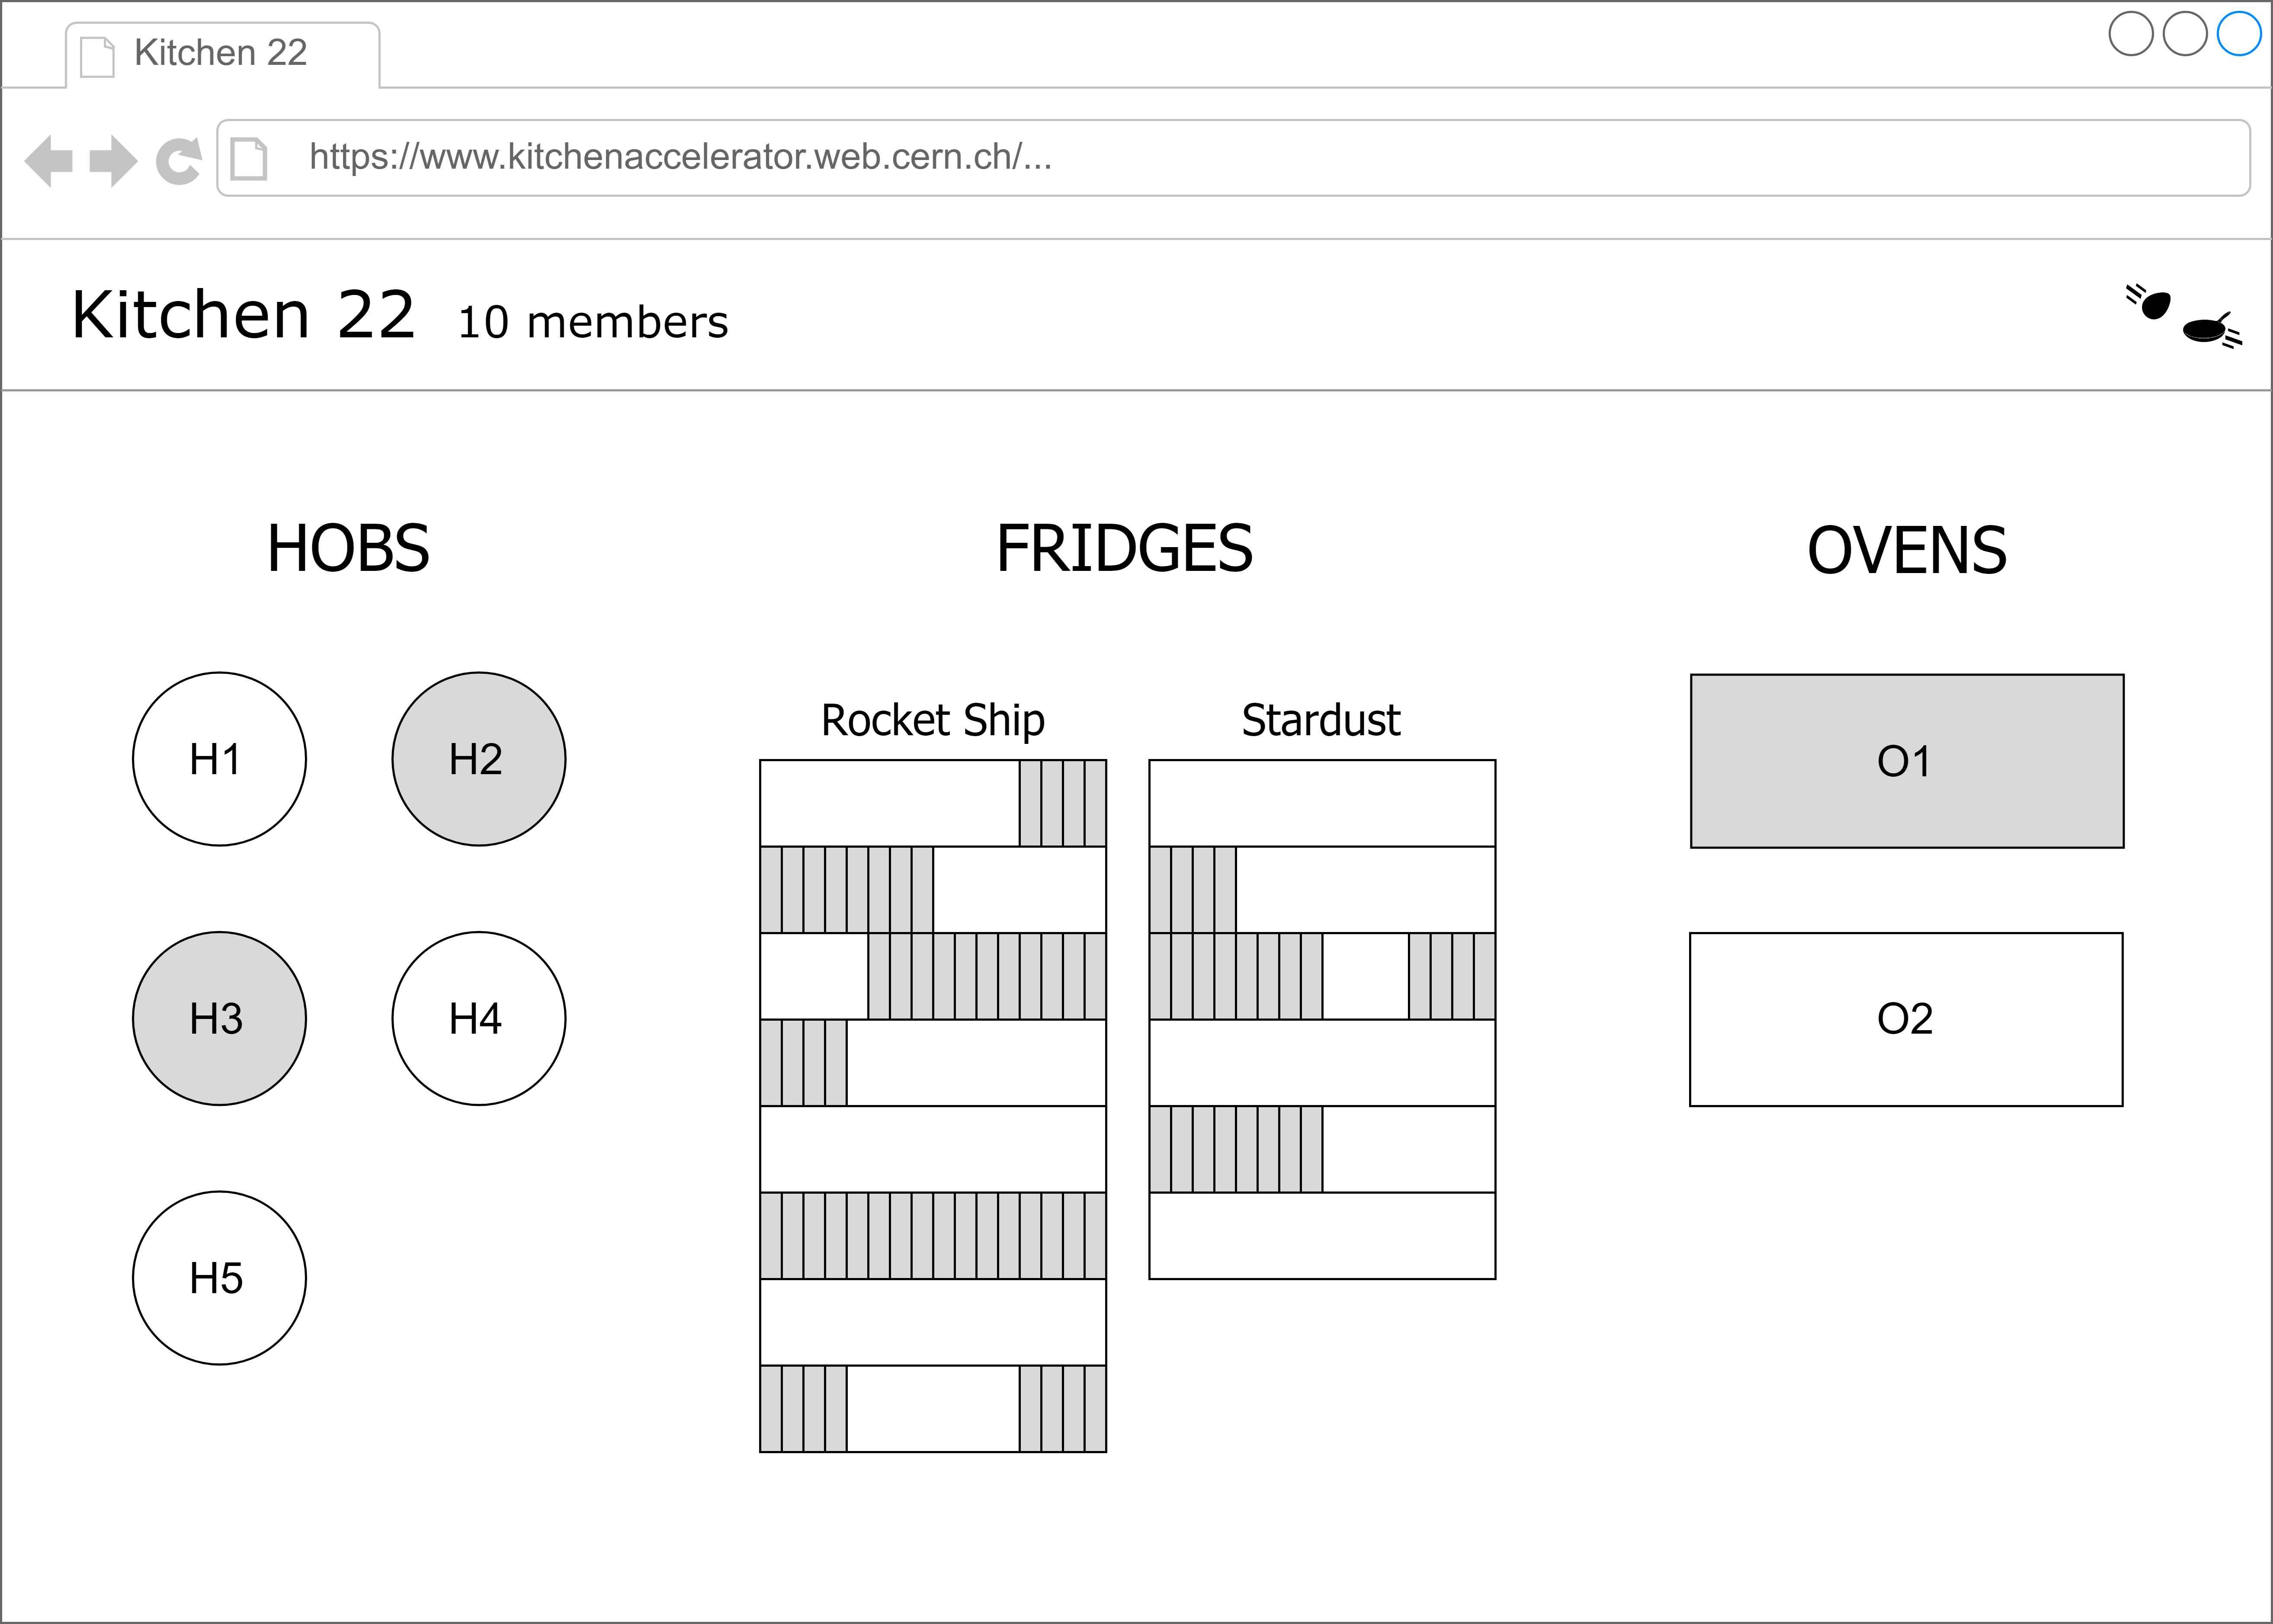 Kitchen 22
https://www.kitchenaccelerator.web.cern.ch/...
Kitchen 22 10 members
HOBS
FRIDGES
OVENS
Rocket Ship
Stardust
H1
H2
O1
H3
H4
O2
H5